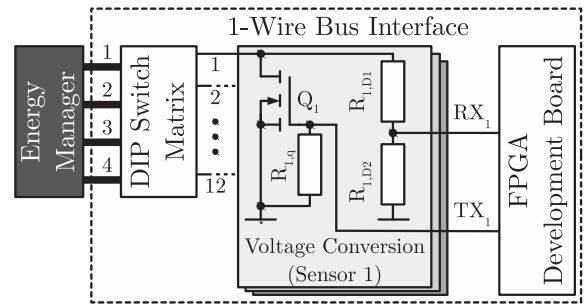 1-Wire Bus Interface
Energy
Manager
1
2
3
4
DIP Switch
Matrix
1
2
12
Q1
R1,q
R1,D1
R1,D2
Voltage Conversion
(Sensor 1)
RX1
TX1
FPGA
Development Board